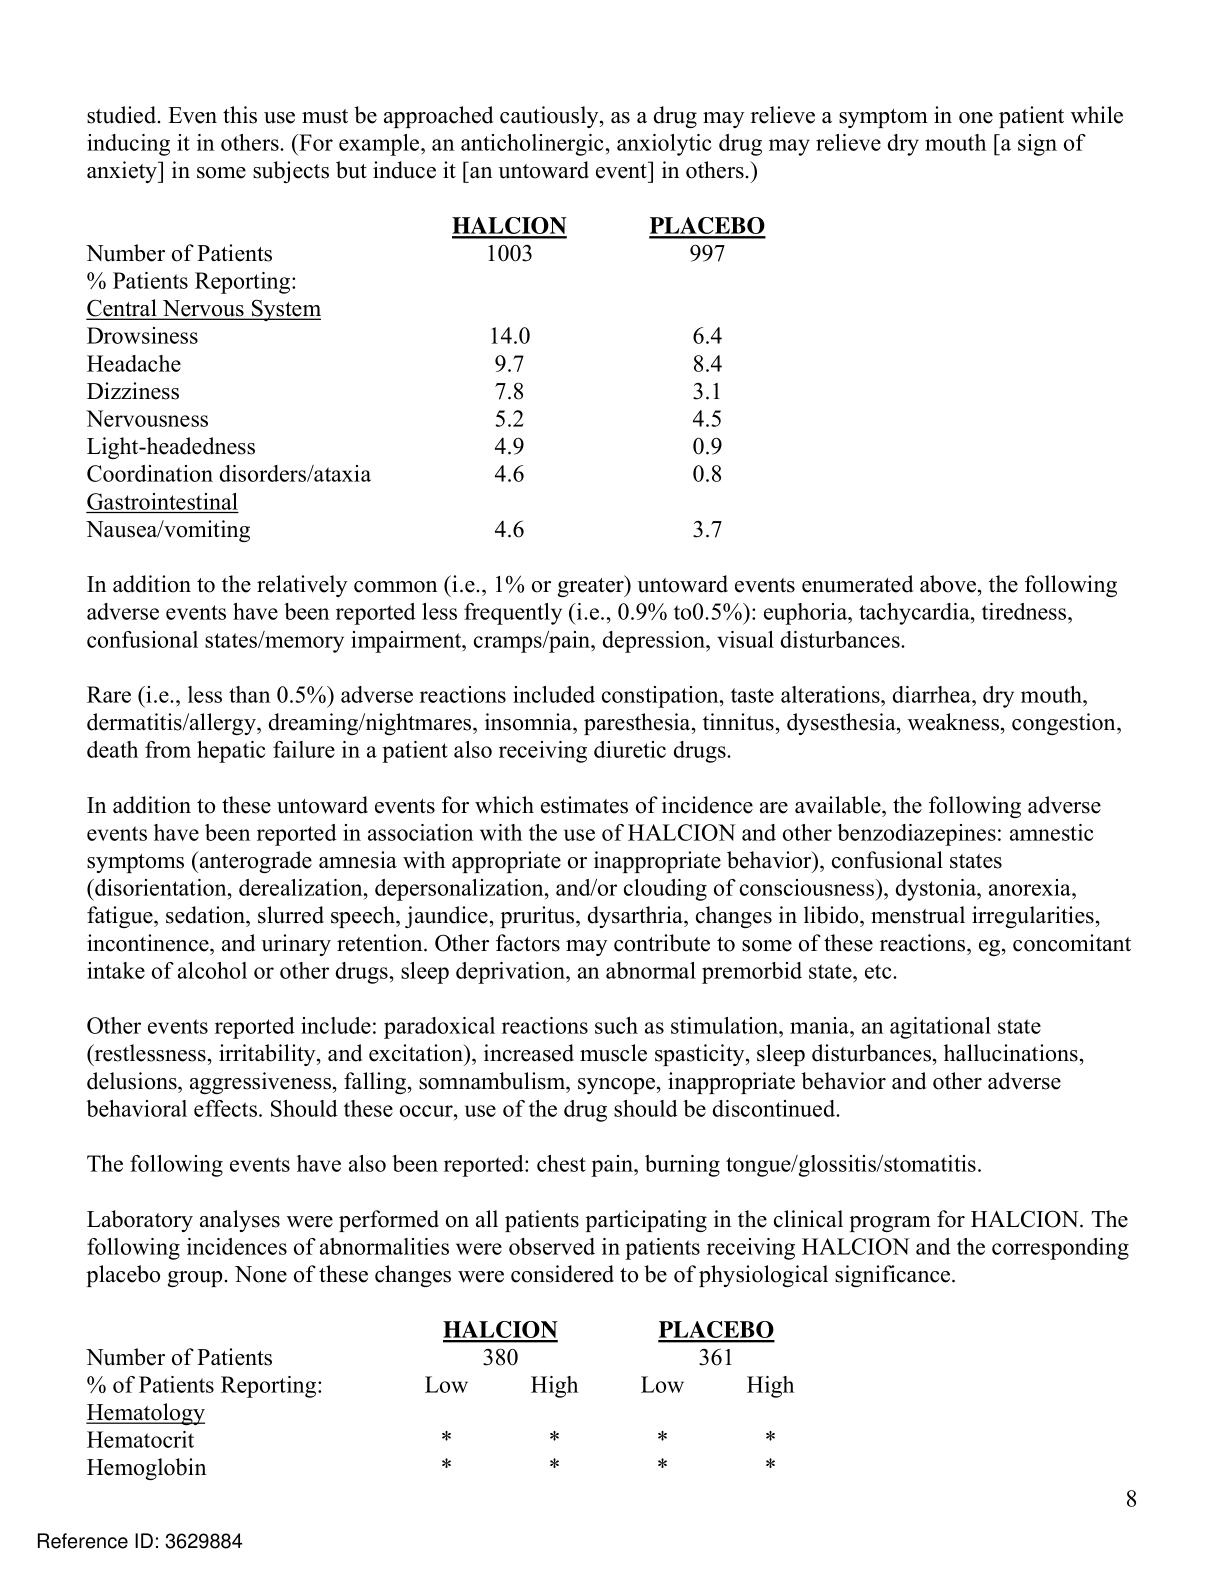 studied. Even this use must be approached cautiously, as a drug may relieve a symptom in one patient while
inducing it in others. (For example, an anticholinergic, anxiolytic drug may relieve dry mouth [a sign of
anxiety] in some subjects but induce it [an untoward event] in others.)
HALCION PLACEBO
Number of Patients 1003 997
% Patients Reporting:
Central Nervous System
Drowsiness 14.0 6.4
Headache 9.7 8.4
Dizziness 7.8 3.1
Nervousness 5.2 4.5
Light-headedness 4.9 0.9
Coordination disorders/ataxia 4.6 0.8
Gastrointestinal
Nausea/vomiting 4.6 3.7
In addition to the relatively common (i.e., 1% or greater) untoward events enumerated above, the following
adverse events have been reported less frequently (i.e., 0.9% to0.5%): euphoria, tachycardia, tiredness,
confusional states/memory impairment, cramps/pain, depression, visual disturbances.
Rare (i.e., less than 0.5%) adverse reactions included constipation, taste alterations, diarrhea, dry mouth,
dermatitis/allergy, dreaming/nightmares, insomnia, paresthesia, tinnitus, dysesthesia, weakness, congestion,
death from hepatic failure in a patient also receiving diuretic drugs.
In addition to these untoward events for which estimates of incidence are available, the following adverse
events have been reported in association with the use of HALCION and other benzodiazepines: amnestic
symptoms (anterograde amnesia with appropriate or inappropriate behavior), confusional states
(disorientation, derealization, depersonalization, and/or clouding of consciousness), dystonia, anorexia,
fatigue, sedation, slurred speech, jaundice, pruritus, dysarthria, changes in libido, menstrual irregularities,
incontinence, and urinary retention. Other factors may contribute to some of these reactions, eg, concomitant
intake of alcohol or other drugs, sleep deprivation, an abnormal premorbid state, etc.
Other events reported include: paradoxical reactions such as stimulation, mania, an agitational state
(restlessness, irritability, and excitation), increased muscle spasticity, sleep disturbances, hallucinations,
delusions, aggressiveness, falling, somnambulism, syncope, inappropriate behavior and other adverse
behavioral effects. Should these occur, use of the drug should be discontinued.
The following events have also been reported: chest pain, burning tongue/glossitis/stomatitis.
Laboratory analyses were performed on all patients participating in the clinical program for HALCION. The
following incidences of abnormalities were observed in patients receiving HALCION and the corresponding
placebo group. None of these changes were considered to be of physiological significance.
HALCION PLACEBO
Number of Patients 380 361
% of Patients Reporting: Low High Low High
Hematology
Hematocrit * * * *
Hemoglobin * * * *
8
Reference ID: 3629884